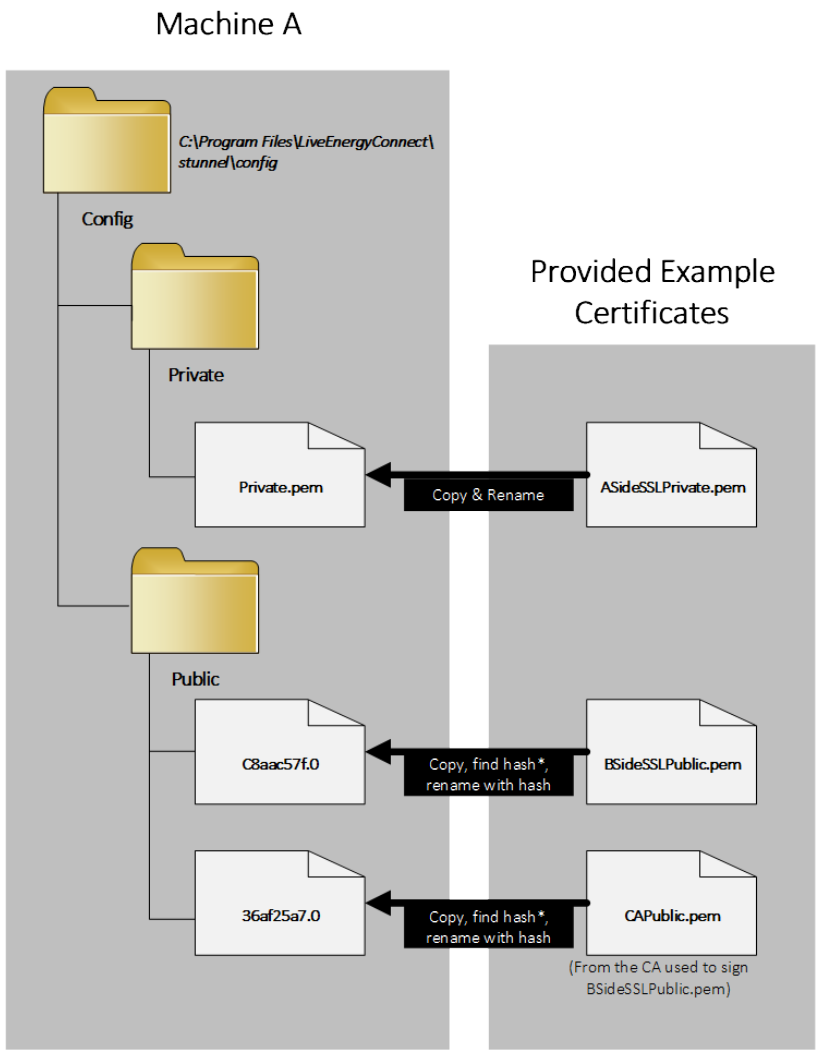 Machine A
C:\Program Files\LiveEnergyConnect\
stunnel\config
Config
Provided Example
Certificates
Private
Private.pem
Copy & Rename
ASideSSLPrivate.pem
Public
C8aac57f.0
Copy, find hash*,
rename with hash
BSideSSLPublic.pem
36af25a7.0
Copy, find hash*,
rename with hash
CAPublic.pem
(From the CA used to sign
BSideSSLPublic.pem)